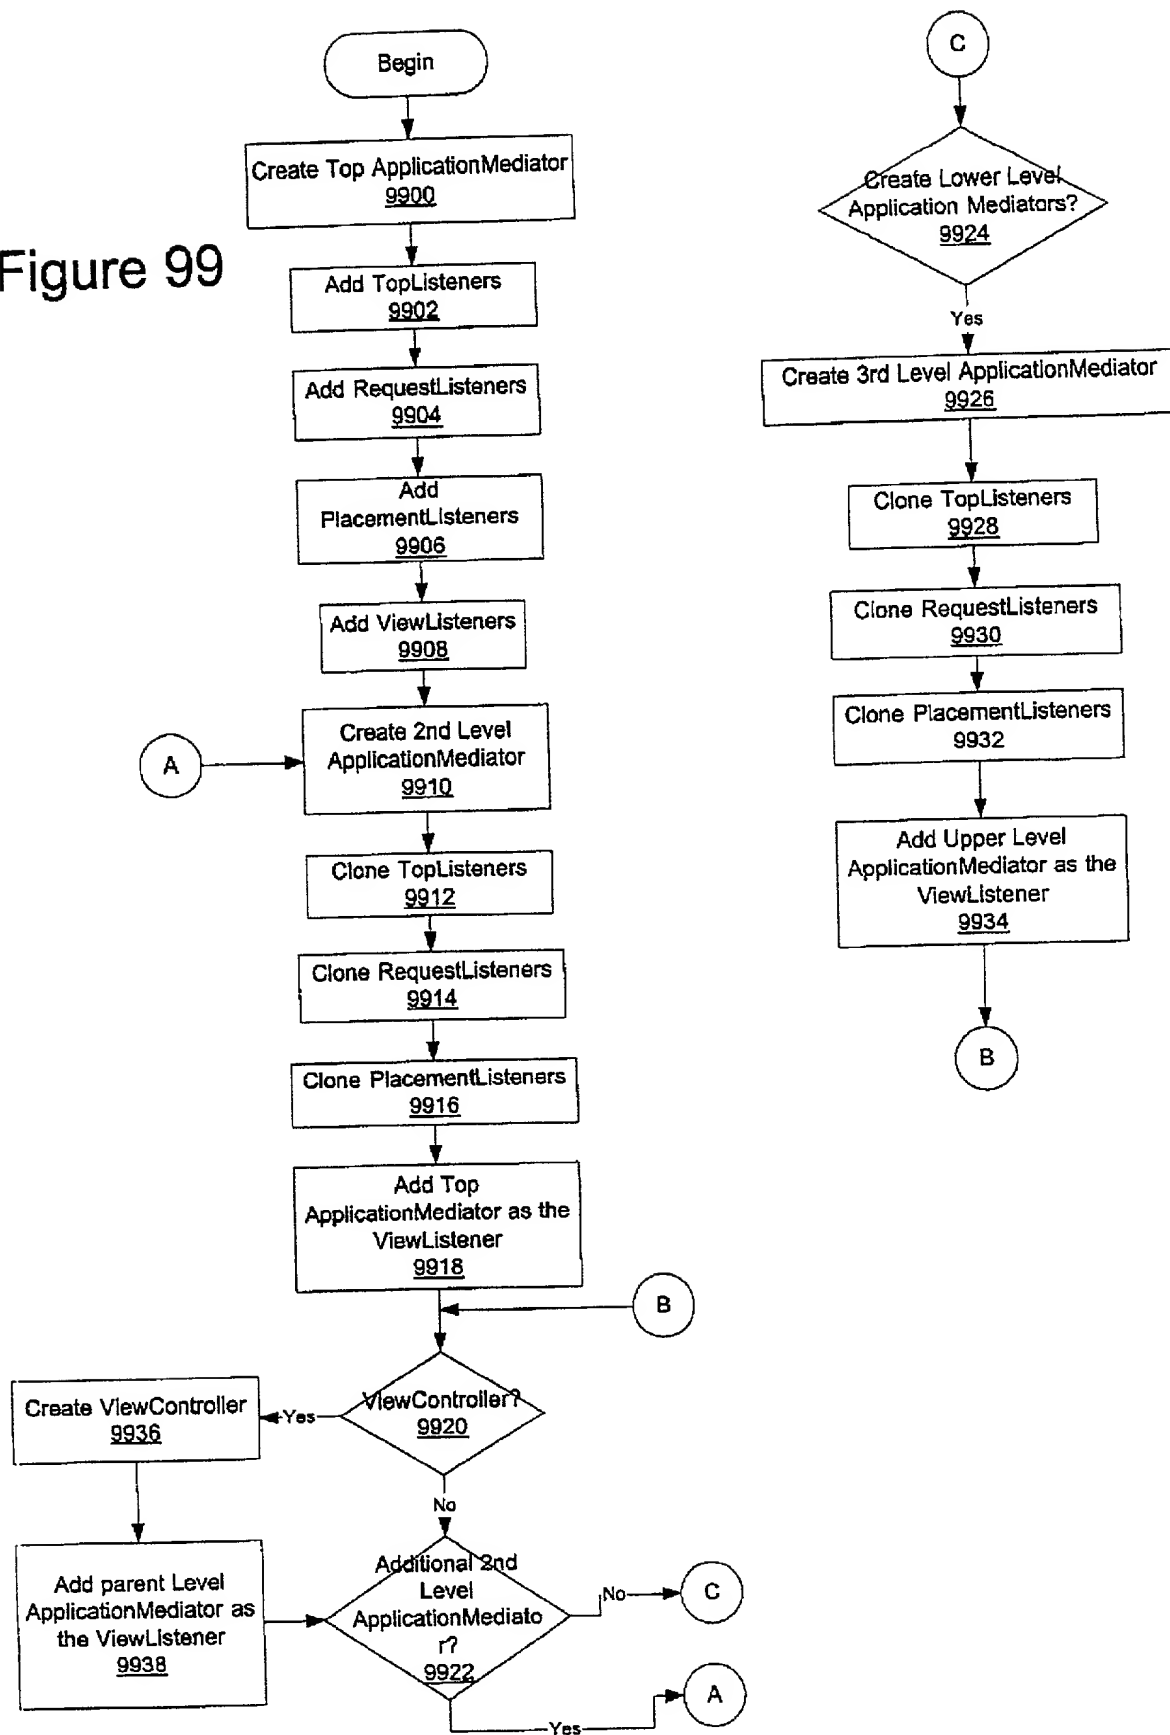 Figure 99
Begin
Create Top ApplicationMediator
9900
Add TopListeners
9902
Add RequestListeners
9904
Add
PlacementListeners
9906
Add ViewListeners
9908
A
Create 2nd Level
ApplicationMediator
9910
Clone TopListeners
9912
Clone RequestListeners
9914
Clone PlacementListeners
9916
Add Top
ApplicationMediator as the
ViewListener
9918
B
ViewController?
9920
Yes
Create ViewController
9936
No
Add parent Level
ApplicationMediator as
the ViewListener
9938
Additional 2nd
Level
ApplicationMediato
r?
9922
No
C
Yes
A
C
Create Lower Level
Application Mediators?
9924
Yes
Create 3rd Level ApplicationMediator
9926
Clone TopListeners
9928
Clone RequestListeners
9930
Clone PlacementListeners
9932
Add Upper Level
ApplicationMediator as the
ViewListener
9934
B